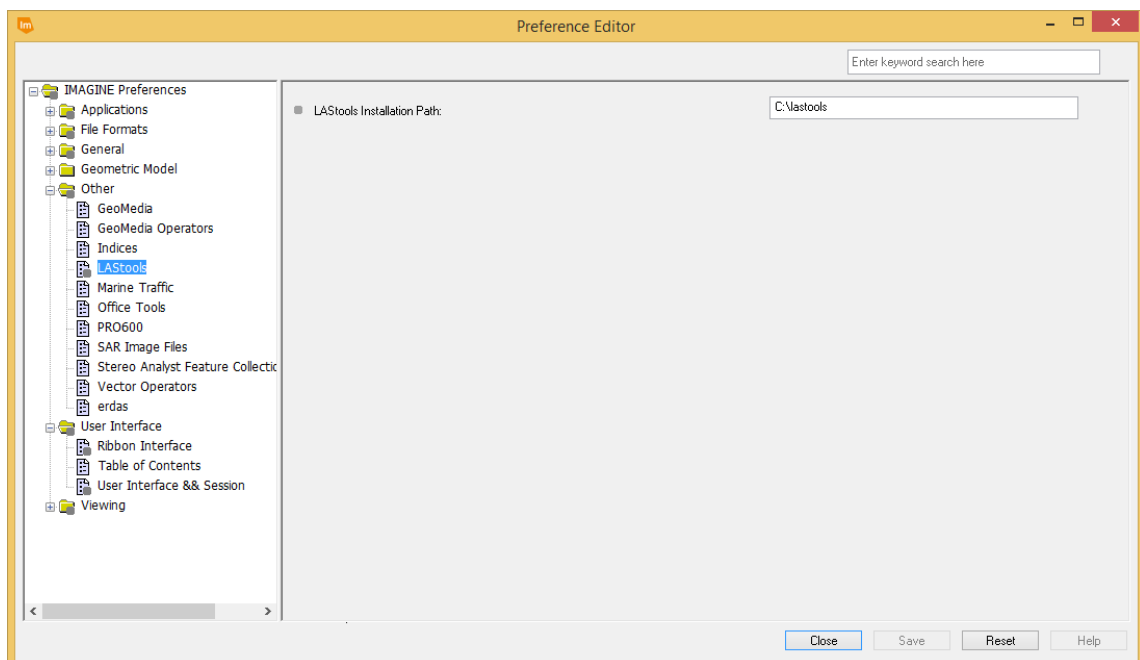 Im
Preference Editor
Enter keyword search here
IMAGINE Preferences
Applications
File Formats
General
Geometric Model
Other
GeoMedia
GeoMedia Operators
Indices
LAStools
Marine Traffic
Office Tools
PRO600
SAR Image Files
Stereo Analyst Feature Collectic
Vector Operators
erdas
User Interface
Ribbon Interface
Table of Contents
User Interface && Session
Viewing
LAStools Installation Path:
C:\lastools
Close
Save
Reset
Help